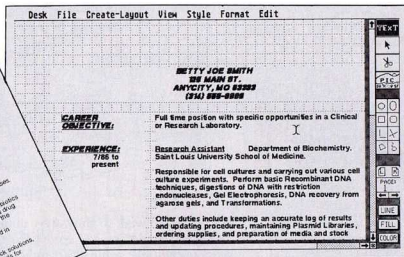 Desk File Create-Layout View Style Format Edit
BETTY JOE SMITH
ANYCITY, MO
CAREER
OBJECTIVE:
Full time position with specific opportunities in a Clinical
or Research Laboratory.
EXPERIENCE:
7/86 to
present
Research Assistant Department of Biochemistry.
Saint Louis University School of Medicine.
Responsible for cell cultures and carrying out various cell
culture experiments. Perform basic Recombinant DNA
techniques, digestions of DNA with restriction
endonucleases, Gel Electrophoresis, DNA recovery from
agarose gels, and Transformations.
Other duties include keeping an accurate log of results
and updating procedures, maintaining Plasmid Libraries,
ordering supplies, and preparation of media and stock
TEXT
PIC
PAGE
LINE
FILL
COLOR
drug
the
solutions,
for